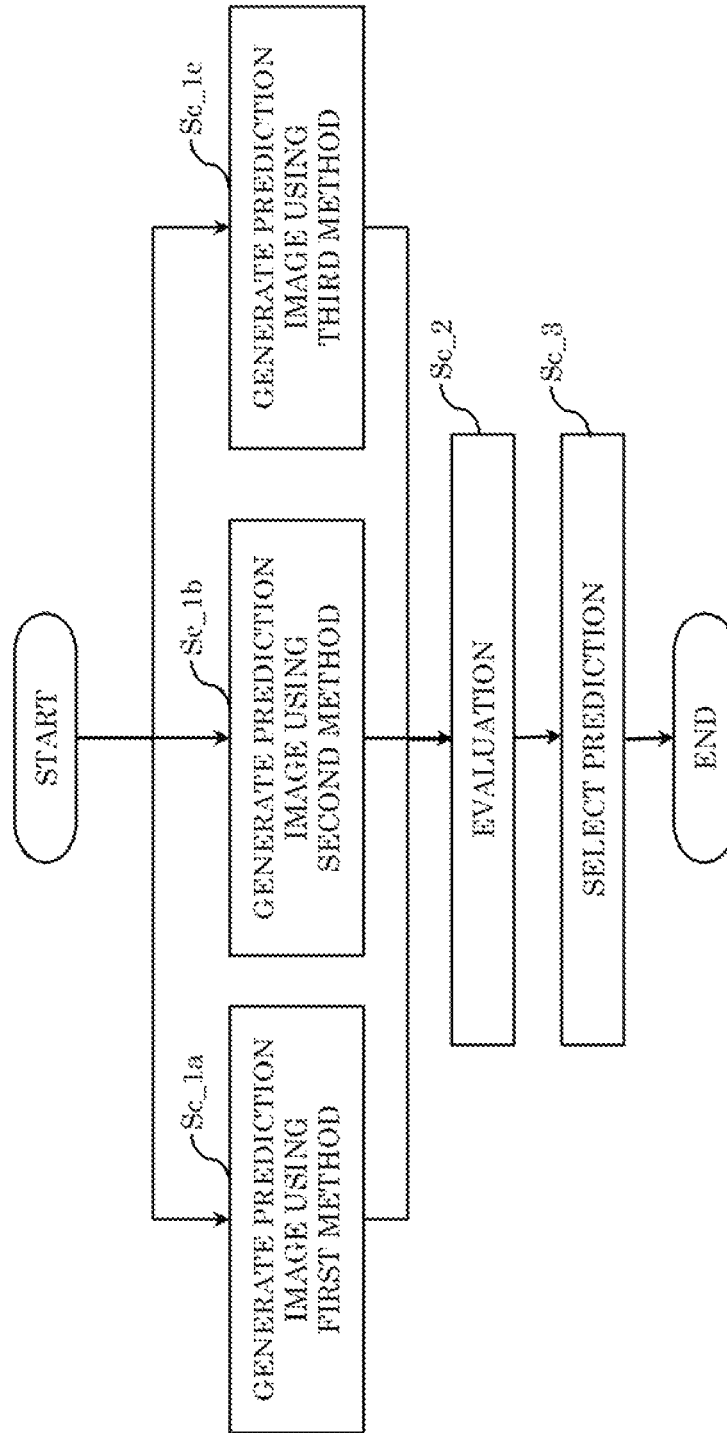 START
Sc_1a
GENERATE PREDICTION
IMAGE USING
FIRST METHOD
Sc_1b
GENERATE PREDICTION
IMAGE USING
SECOND METHOD
Sc_1c
GENERATE PREDICTION
IMAGE USING
THIRD METHOD
Sc_2
EVALUATION
Sc_3
SELECT PREDICTION
END